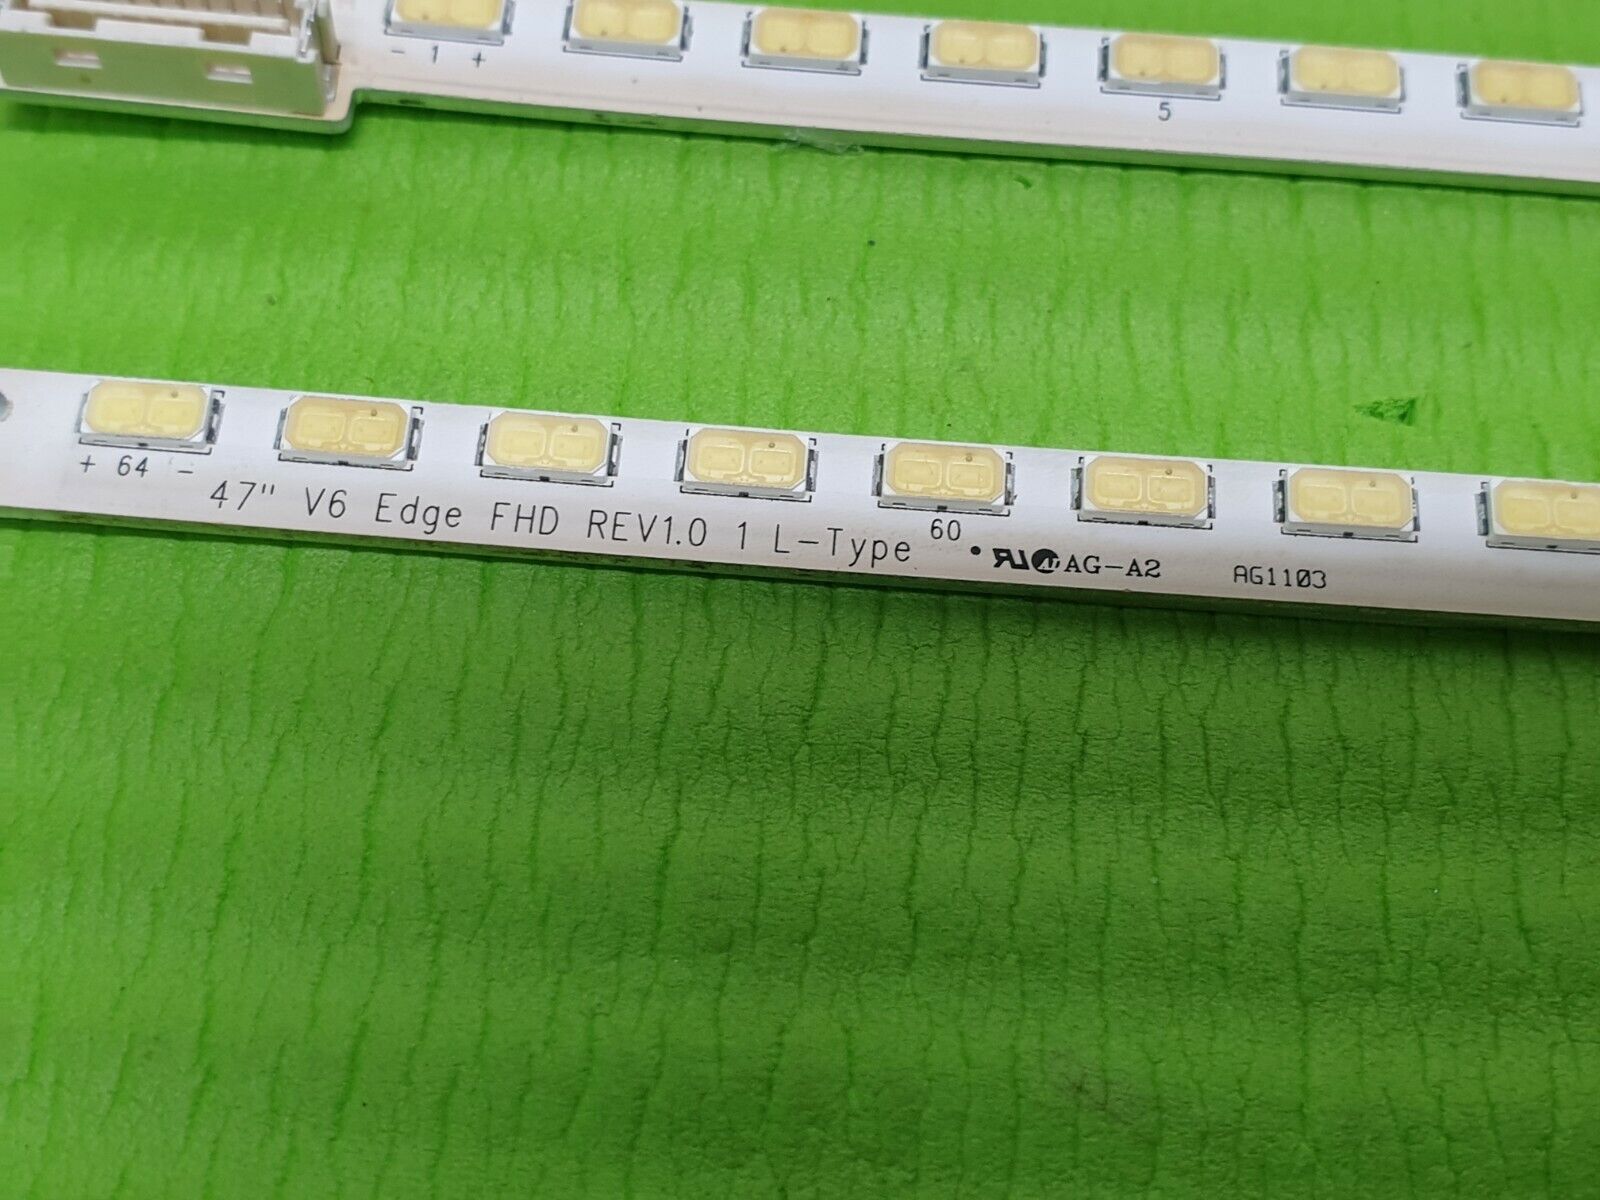 - 1 +
5
+ 64 -
47" V6 Edge FHD REV1.0 1 L-Type
60
AG-A2
AG1103